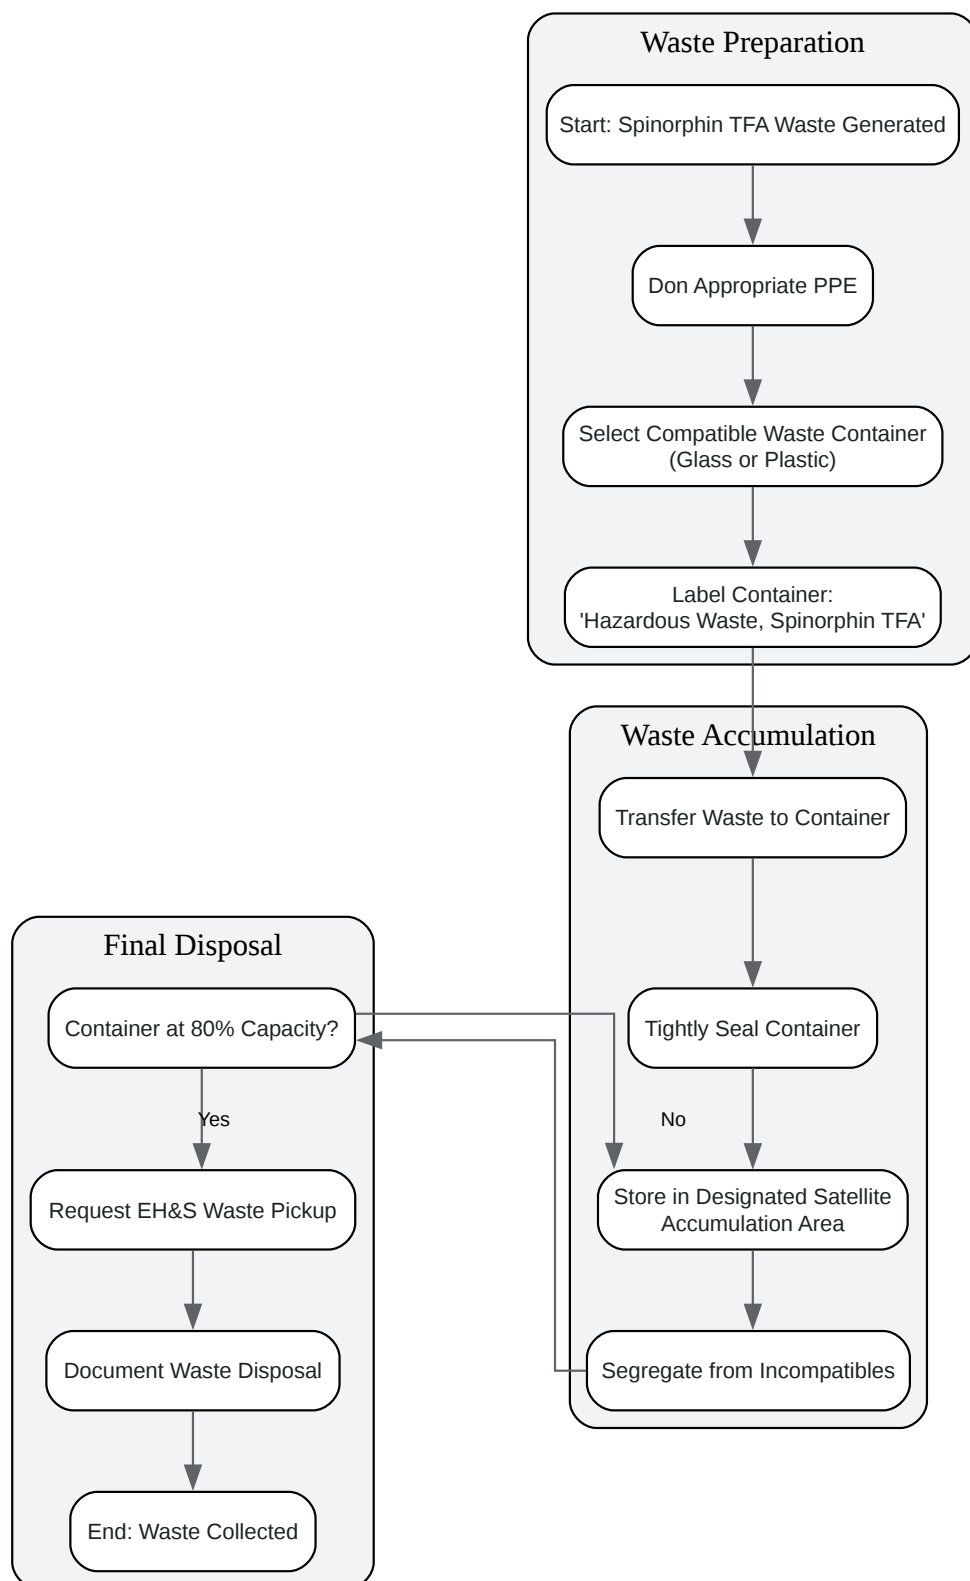 Waste Preparation
Start: Spinorphin TFA Waste Generated
Don Appropriate PPE
Select Compatible Waste Container
(Glass or Plastic)
Label Container:
'Hazardous Waste, Spinorphin TFA'
Waste Accumulation
Transfer Waste to Container
Tightly Seal Container
No
Store in Designated Satellite
Accumulation Area
Segregate from Incompatibles
Final Disposal
Container at 80% Capacity?
Yes
Request EH&S Waste Pickup
Document Waste Disposal
End: Waste Collected